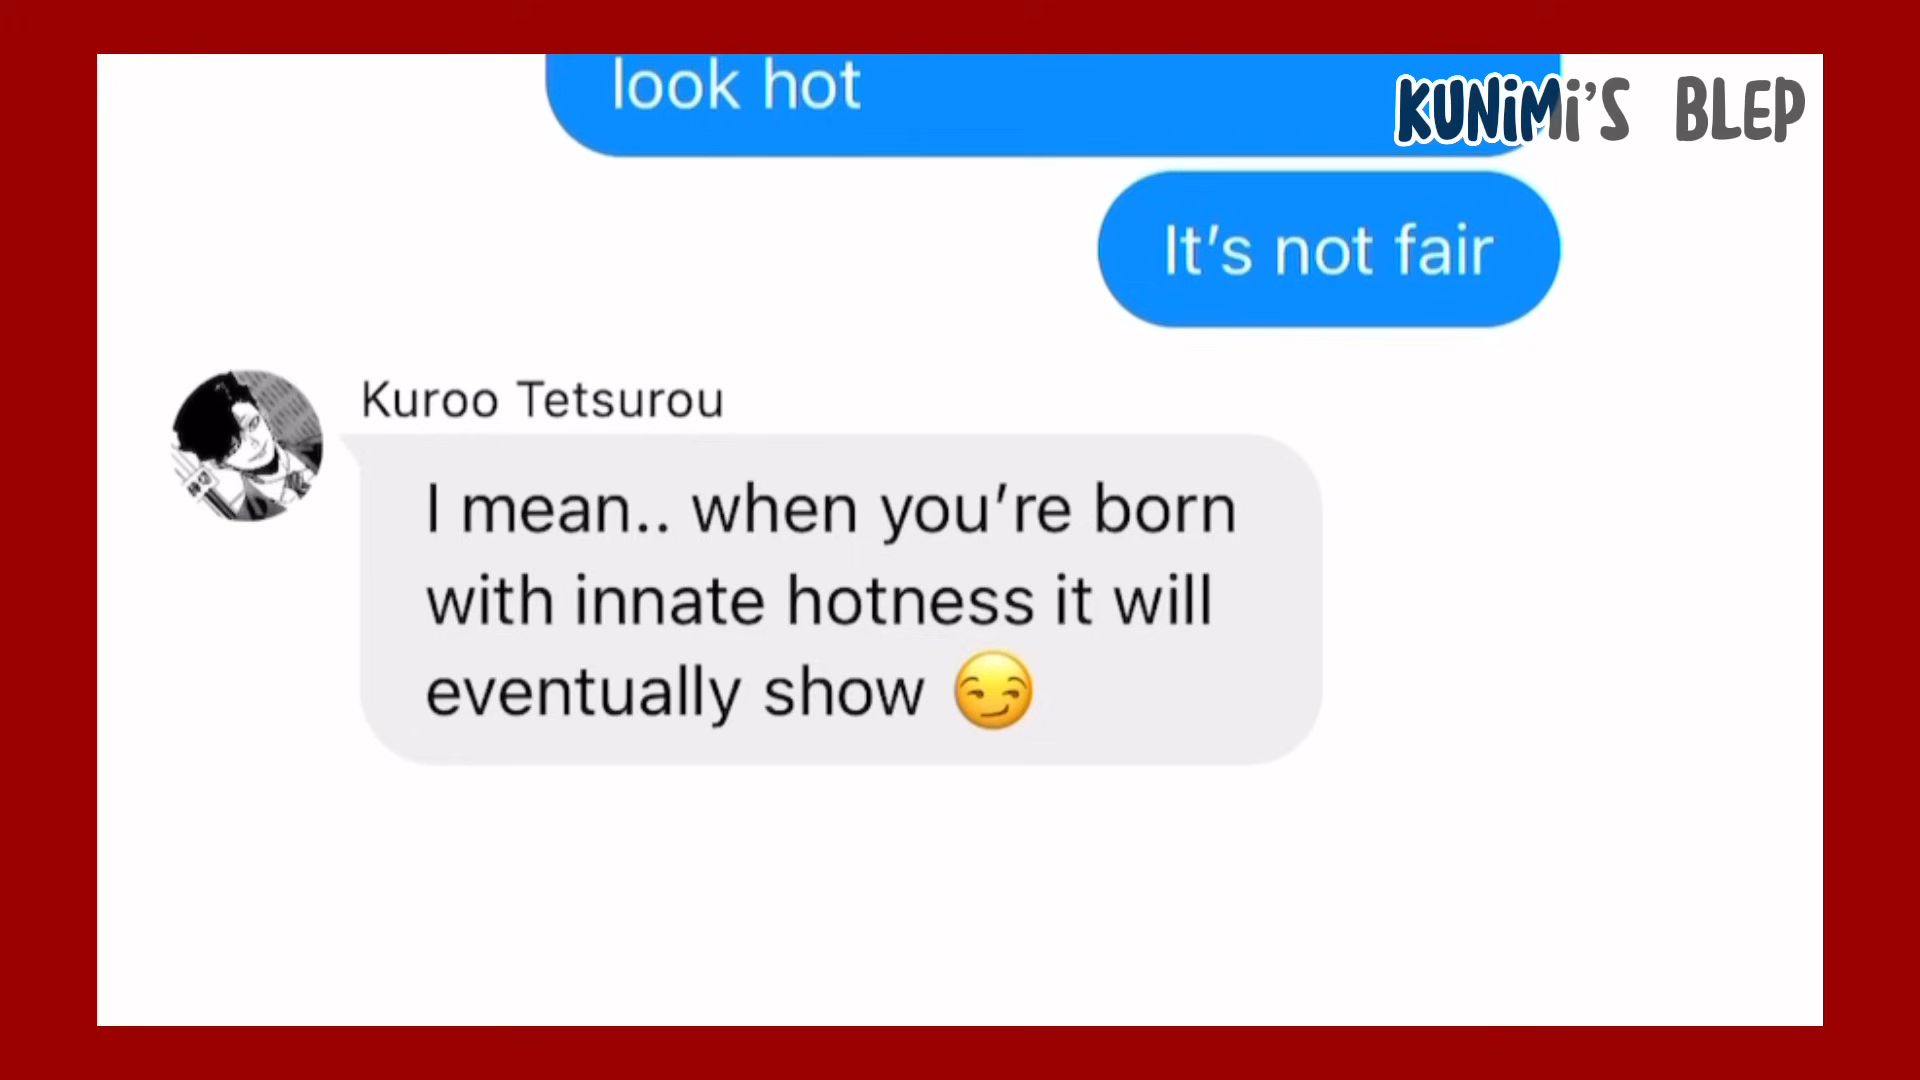 look hot
KUNiMi'S BLEP
It's not fair
Kuroo Tetsurou
I mean.. when you're born
with innate hotness it will
eventually show 😏